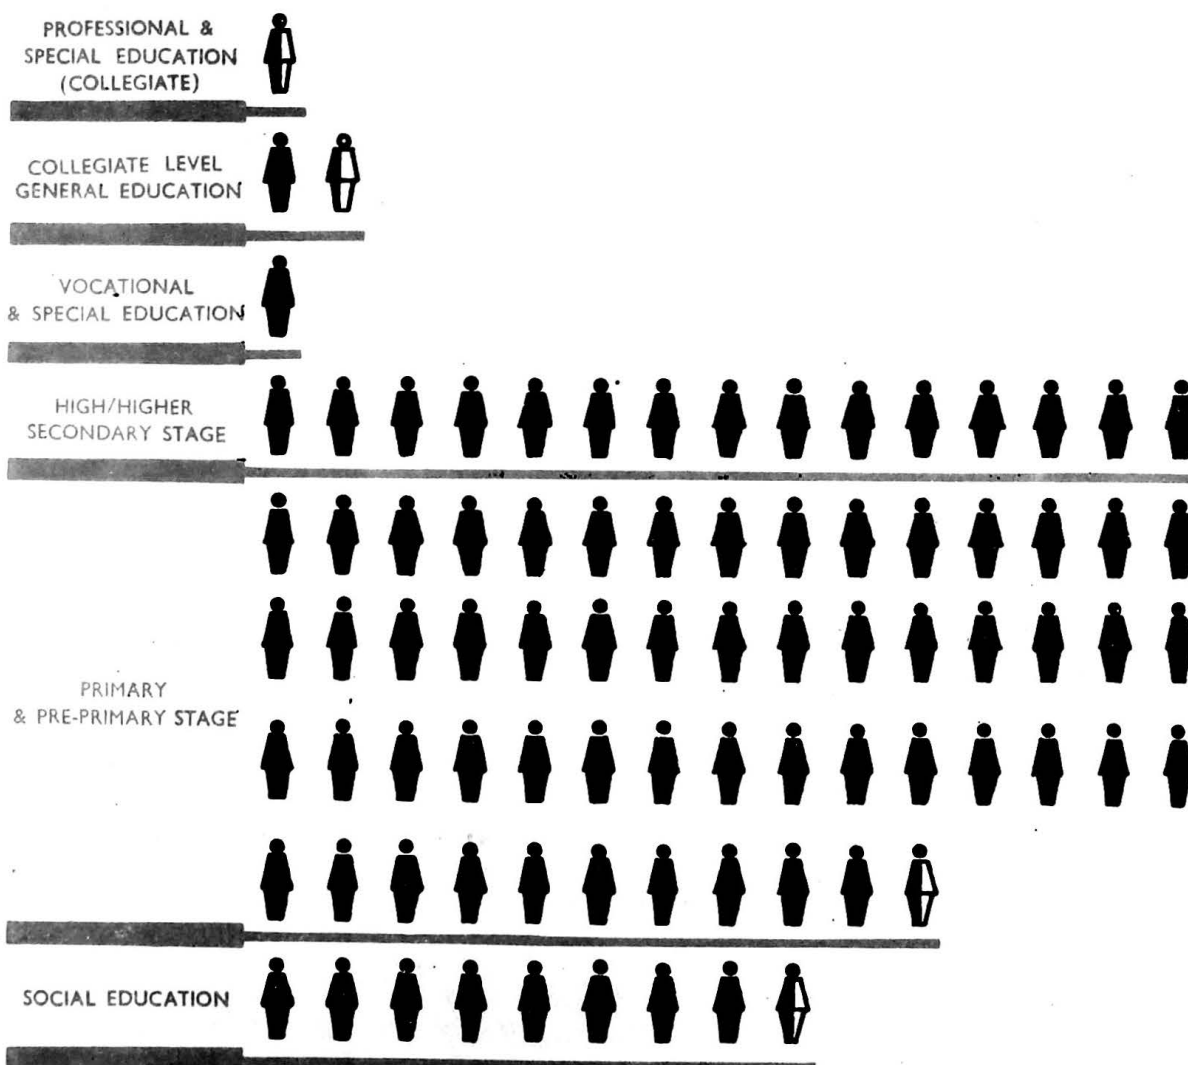 PROFESSIONAL &
SPECIAL EDUCATION
(COLLEGIATE)
COLLEGIATE LEVEL
GENERAL EDUCATION
VOCATIONAL
& SPECIAL EDUCATION
HIGH/HIGHER
SECONDARY STAGE
PRIMARY
& PRE-PRIMARY STAGE
SOCIAL EDUCATION